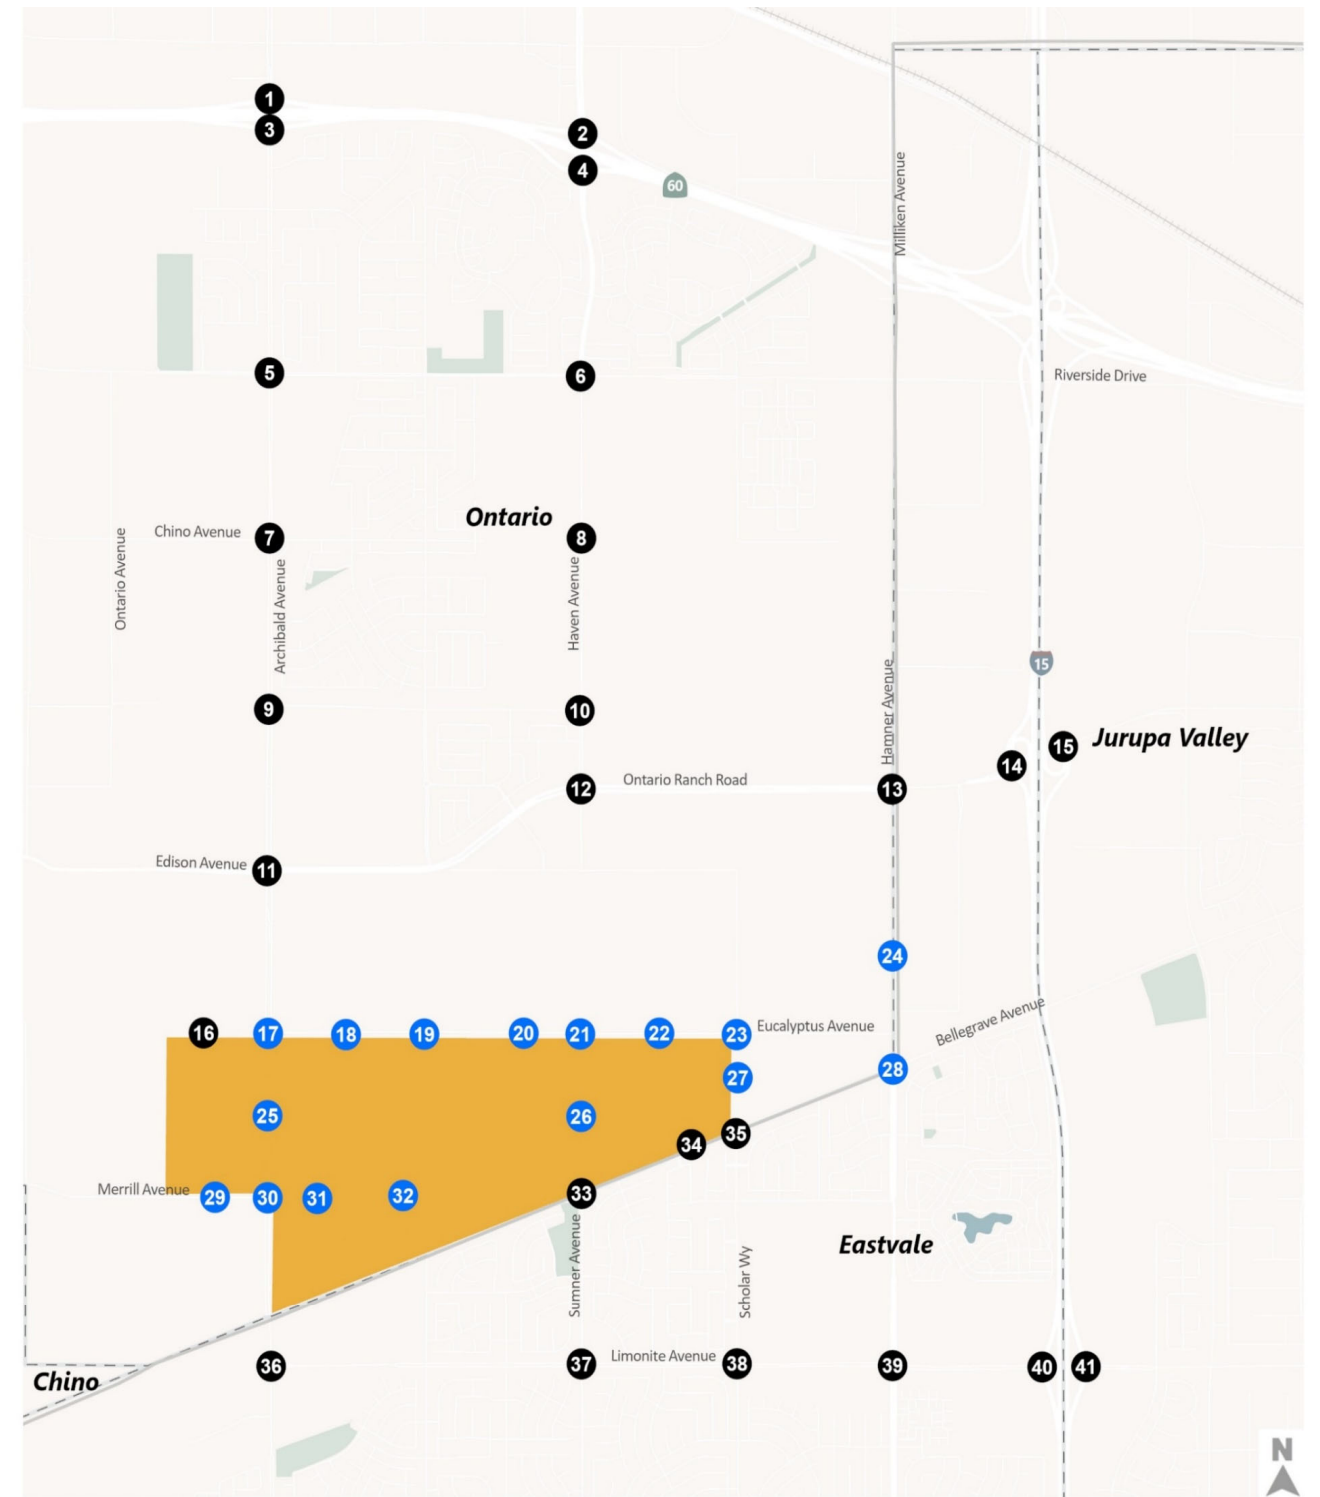 1
3
2
4
60
Milliken Avenue
5
6
Riverside Drive
Ontario
Chino Avenue
7
8
Ontario Avenue
Archibald Avenue
Haven Avenue
15
Hamner Avenue
9
10
14
15
Jurupa Valley
12
Ontario Ranch Road
13
Edison Avenue
11
24
16
17
18
19
20
21
22
23
Eucalyptus Avenue
Bellegrave Avenue
27
28
25
26
34
35
Merrill Avenue
29
30
31
32
33
Sumner Avenue
Scholar Wy
Eastvale
36
37
Limonite Avenue
38
39
40
41
Chino
N